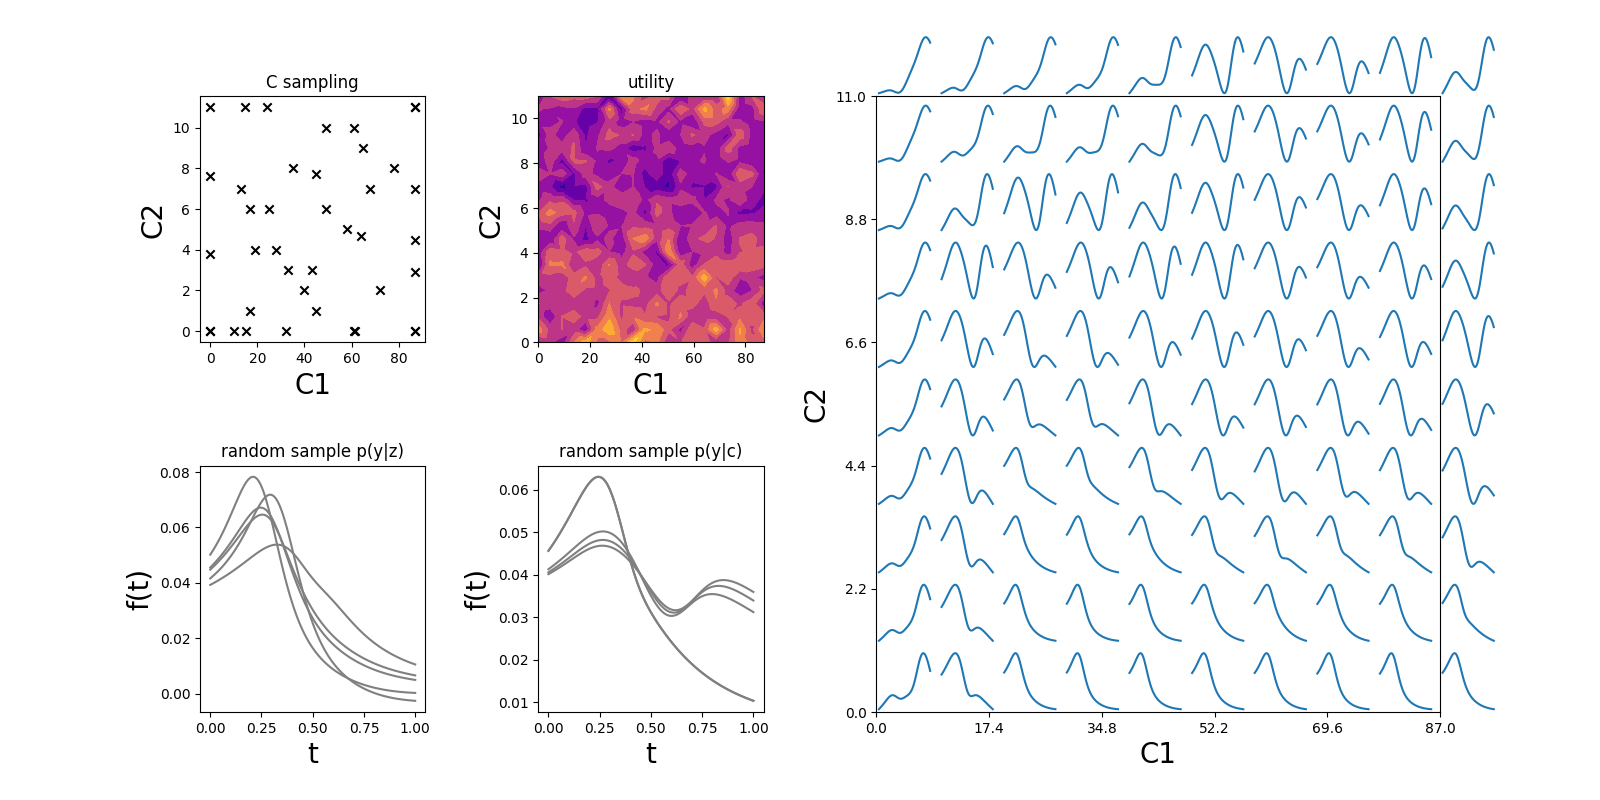 C sampling
C2
10
8
6
4
2
0
0 20 40 60 80
C1
utility
C2
10
8
6
4
2
0
0 20 40 60 80
C1
random sample p(y|z)
f(t)
0.08
0.06
0.04
0.02
0.00
0.00 0.25 0.50 0.75 1.00
t
random sample p(y|c)
f(t)
0.06
0.05
0.04
0.03
0.02
0.01
0.00 0.25 0.50 0.75 1.00
t
C2
11.0
8.8
6.6
4.4
2.2
0.0
0.0 17.4 34.8 52.2 69.6 87.0
C1